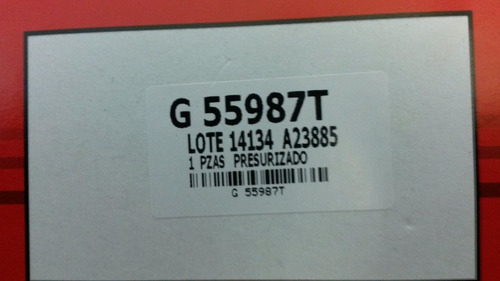 G 55987T
LOTE 14134 A23885
1 PZAS PRESURIZADO
G 55987T